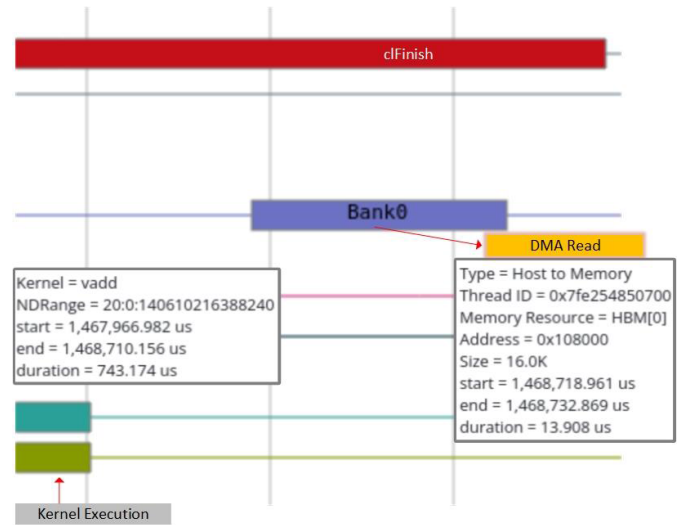 clFinish
Bank0
DMA Read
Kernel = vadd
NDRange = 20:0:140610216388240
start = 1,467,966.982 us
end = 1,468,710.156 us
duration = 743.174 us
Type = Host to Memory
Thread ID = 0x7fe254850700
Memory Resource = HBM[0]
Address = 0x108000
Size = 16.0K
start = 1,468,718.961 us
end = 1,468,732.869 us
duration = 13.908 us
Kernel Execution